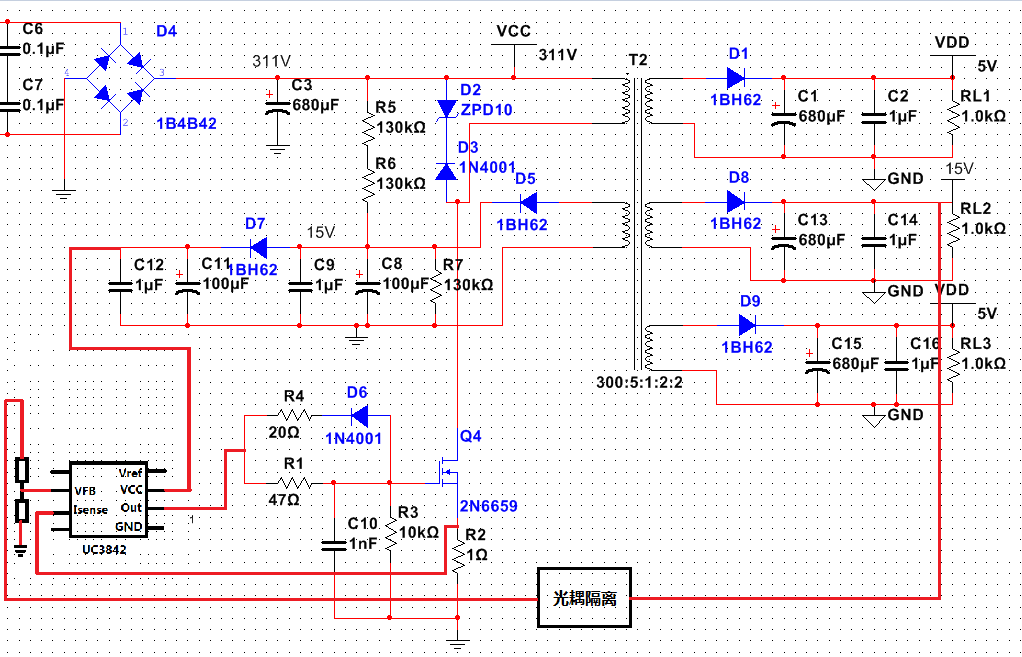 C6
0.1µF
C7
0.1µF
D4
1
4
3
2
1B4B42
311V
C3
680µF
VCC
311V
R5
130kΩ
R6
130kΩ
D2
ZPD10
D3
1N4001
D5
1BH62
T2
300:5:1:2:2
D1
1BH62
C1
680µF
C2
1µF
VDD
5V
RL1
1.0kΩ
GND
15V
D8
1BH62
C13
680µF
C14
1µF
RL2
1.0kΩ
GND
VDD
5V
D9
1BH62
C15
680µF
C16
1µF
RL3
1.0kΩ
GND
D7
1BH62
15V
C12
1µF
C11
100µF
C9
1µF
C8
100µF
R7
130kΩ
R4
20Ω
D6
1N4001
R1
47Ω
Q4
2N6659
C10
1nF
R3
10kΩ
R2
1Ω
Vref
VFB
VCC
Isense
Out
GND
UC3842
1
光耦隔离